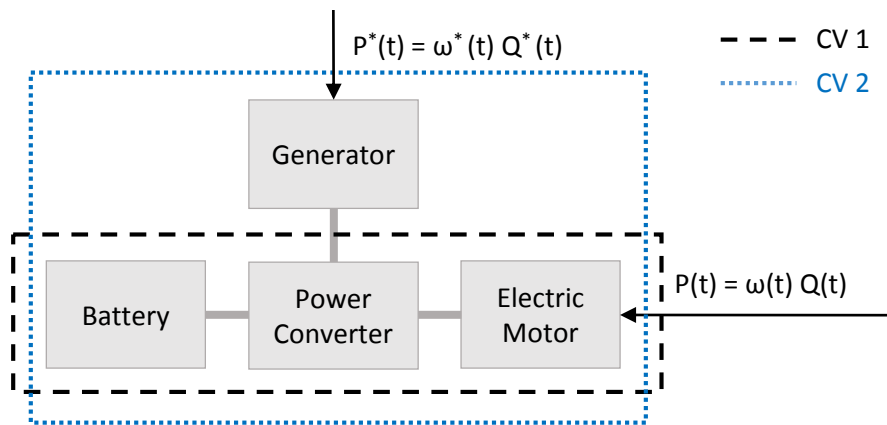 P*(t) = ω*(t) Q*(t)
CV 1
CV 2
Generator
Battery
Power
Converter
Electric
Motor
P(t) = ω(t) Q(t)